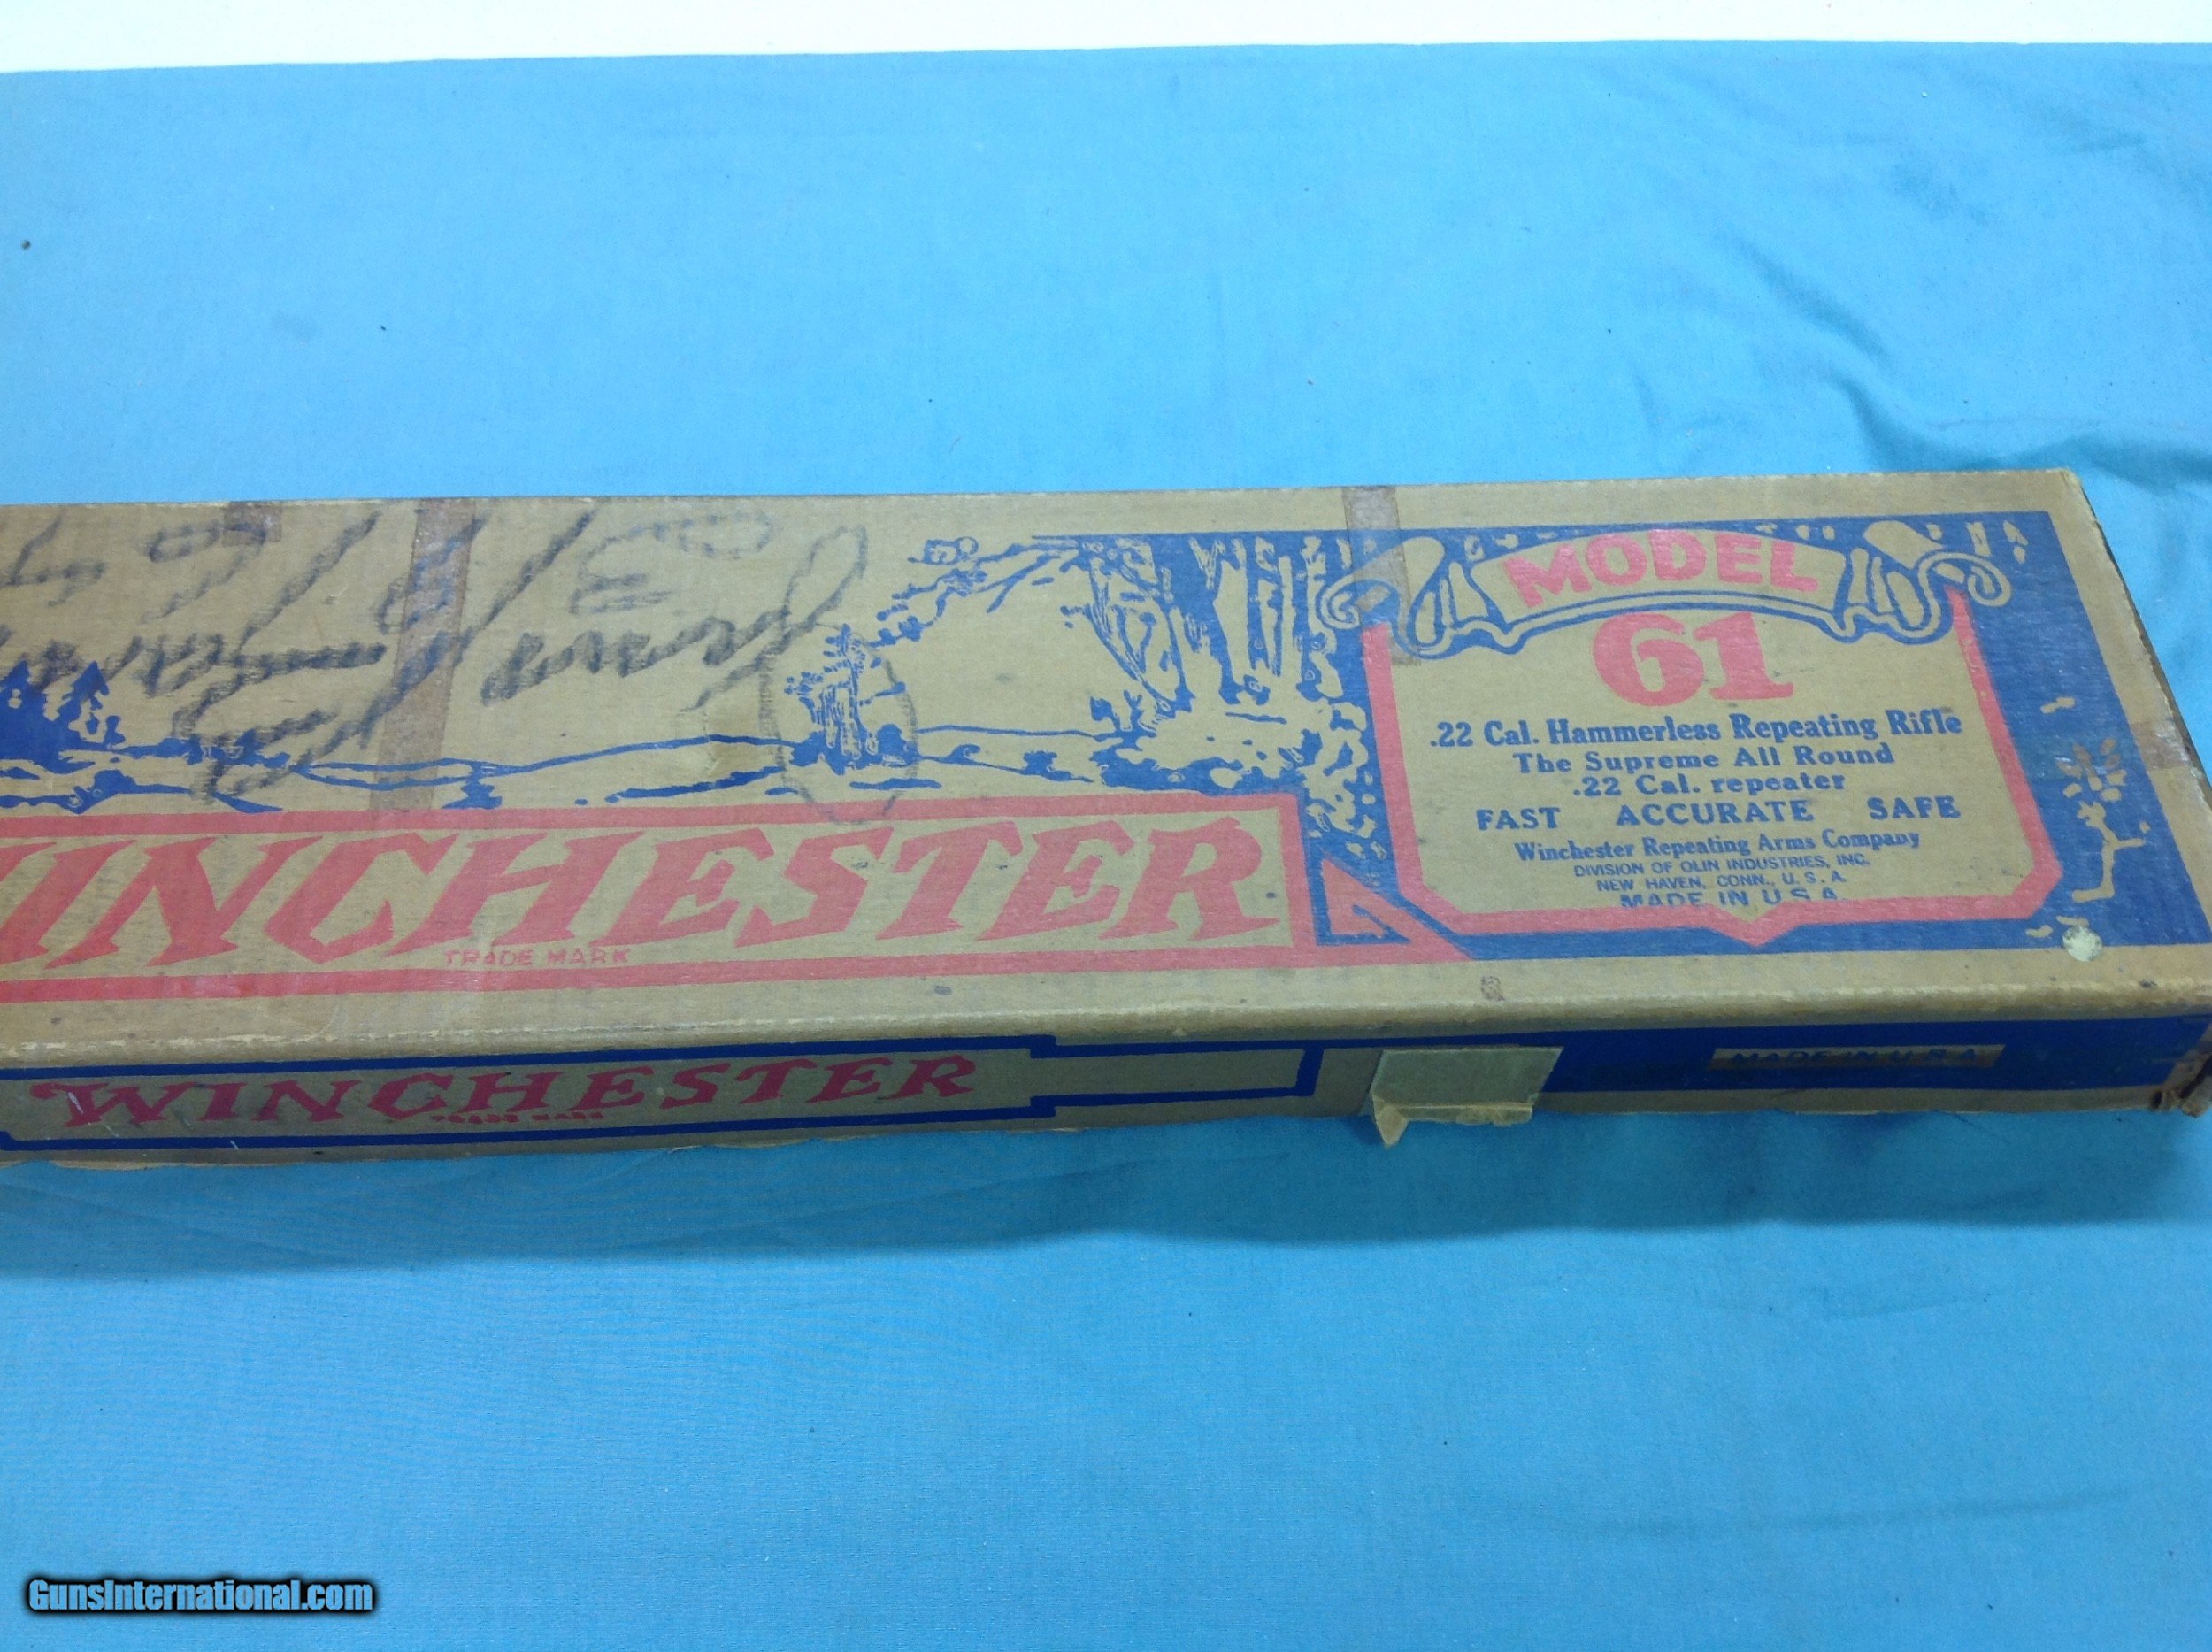 MODEL
61
.22 Cal. Hammerless Repeating Rifle
The Supreme All Round
.22 Cal. repeater
FAST ACCURATE SAFE
Winchester Repeating Arms Company
DIVISION OF OLIN INDUSTRIES, INC.
NEW HAVEN, CONN., U.S.A.
MADE IN U S A
INCHESTER
TRADE MARK
WINCHESTER
TRADE MARK
MADE IN U S A
GunsInternational.com